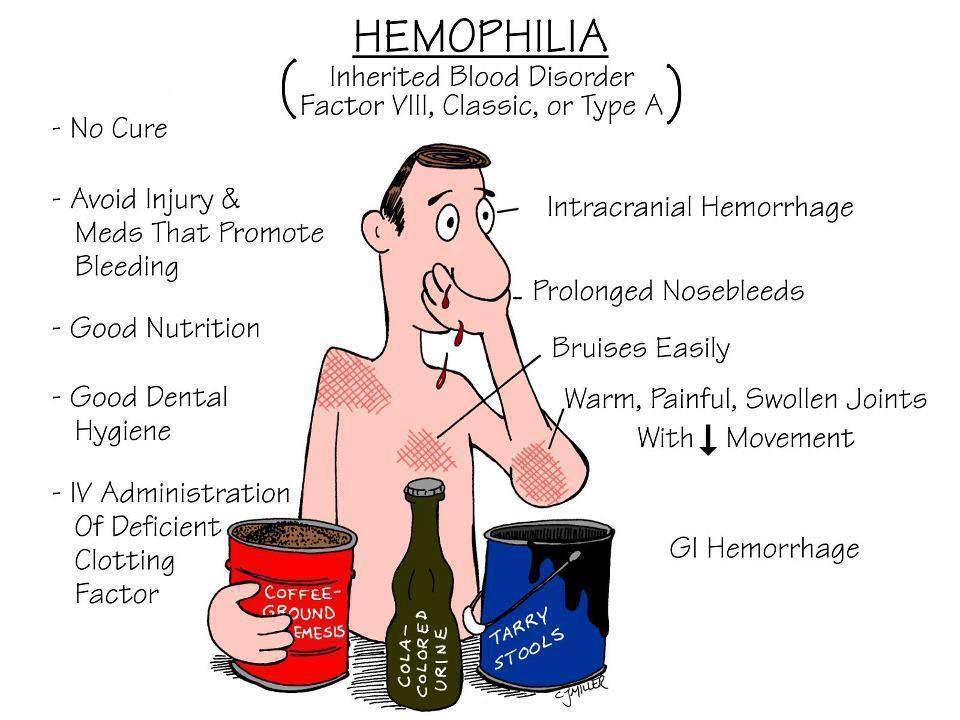 HEMOPHILIA
(Inherited Blood Disorder
Factor VIII, Classic, or Type A)
- No Cure
- Avoid Injury &
Meds That Promote
Bleeding
- Good Nutrition
- Good Dental
Hygiene
- IV Administration
Of Deficient
Clotting
Factor
Intracranial Hemorrhage
Prolonged Nosebleeds
Bruises Easily
Warm, Painful, Swollen Joints
With ↓ Movement
GI Hemorrhage
COFFEE-
GROUND
EMESIS
COLA-
COLORED
URINE
TARRY
STOOLS
CJMILLER